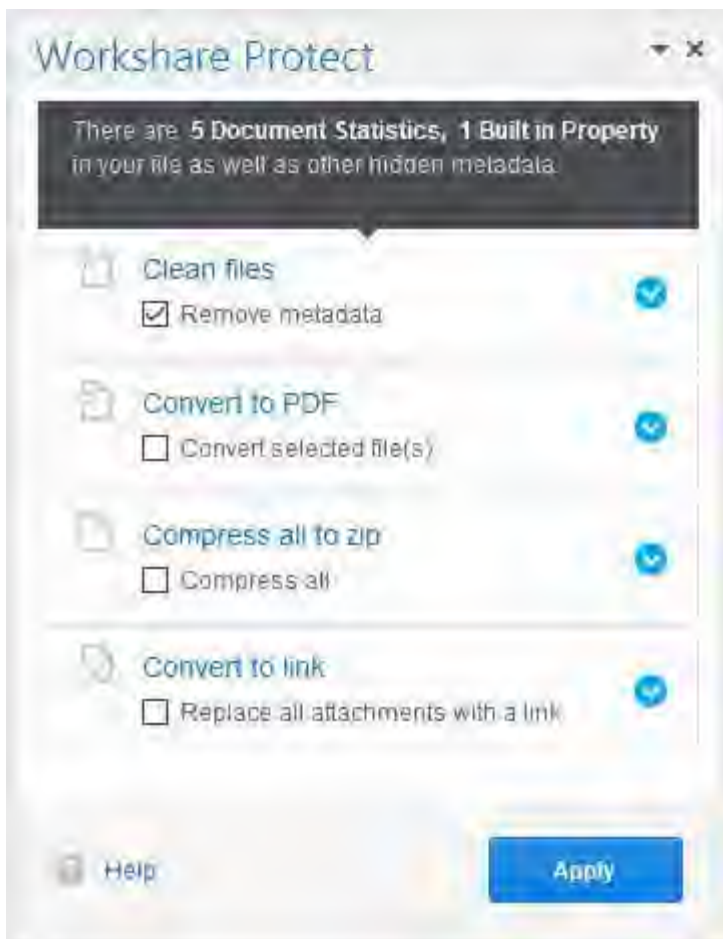 Workshare Protect
There are 5 Document Statistics, 1 Built in Property
in your file as well as other hidden metadata
Clean files
Remove metadata
Convert to PDF
Convert selected file(s)
Compress all to zip
Compress all
Convert to link
Replace all attachments with a link
Help
Apply